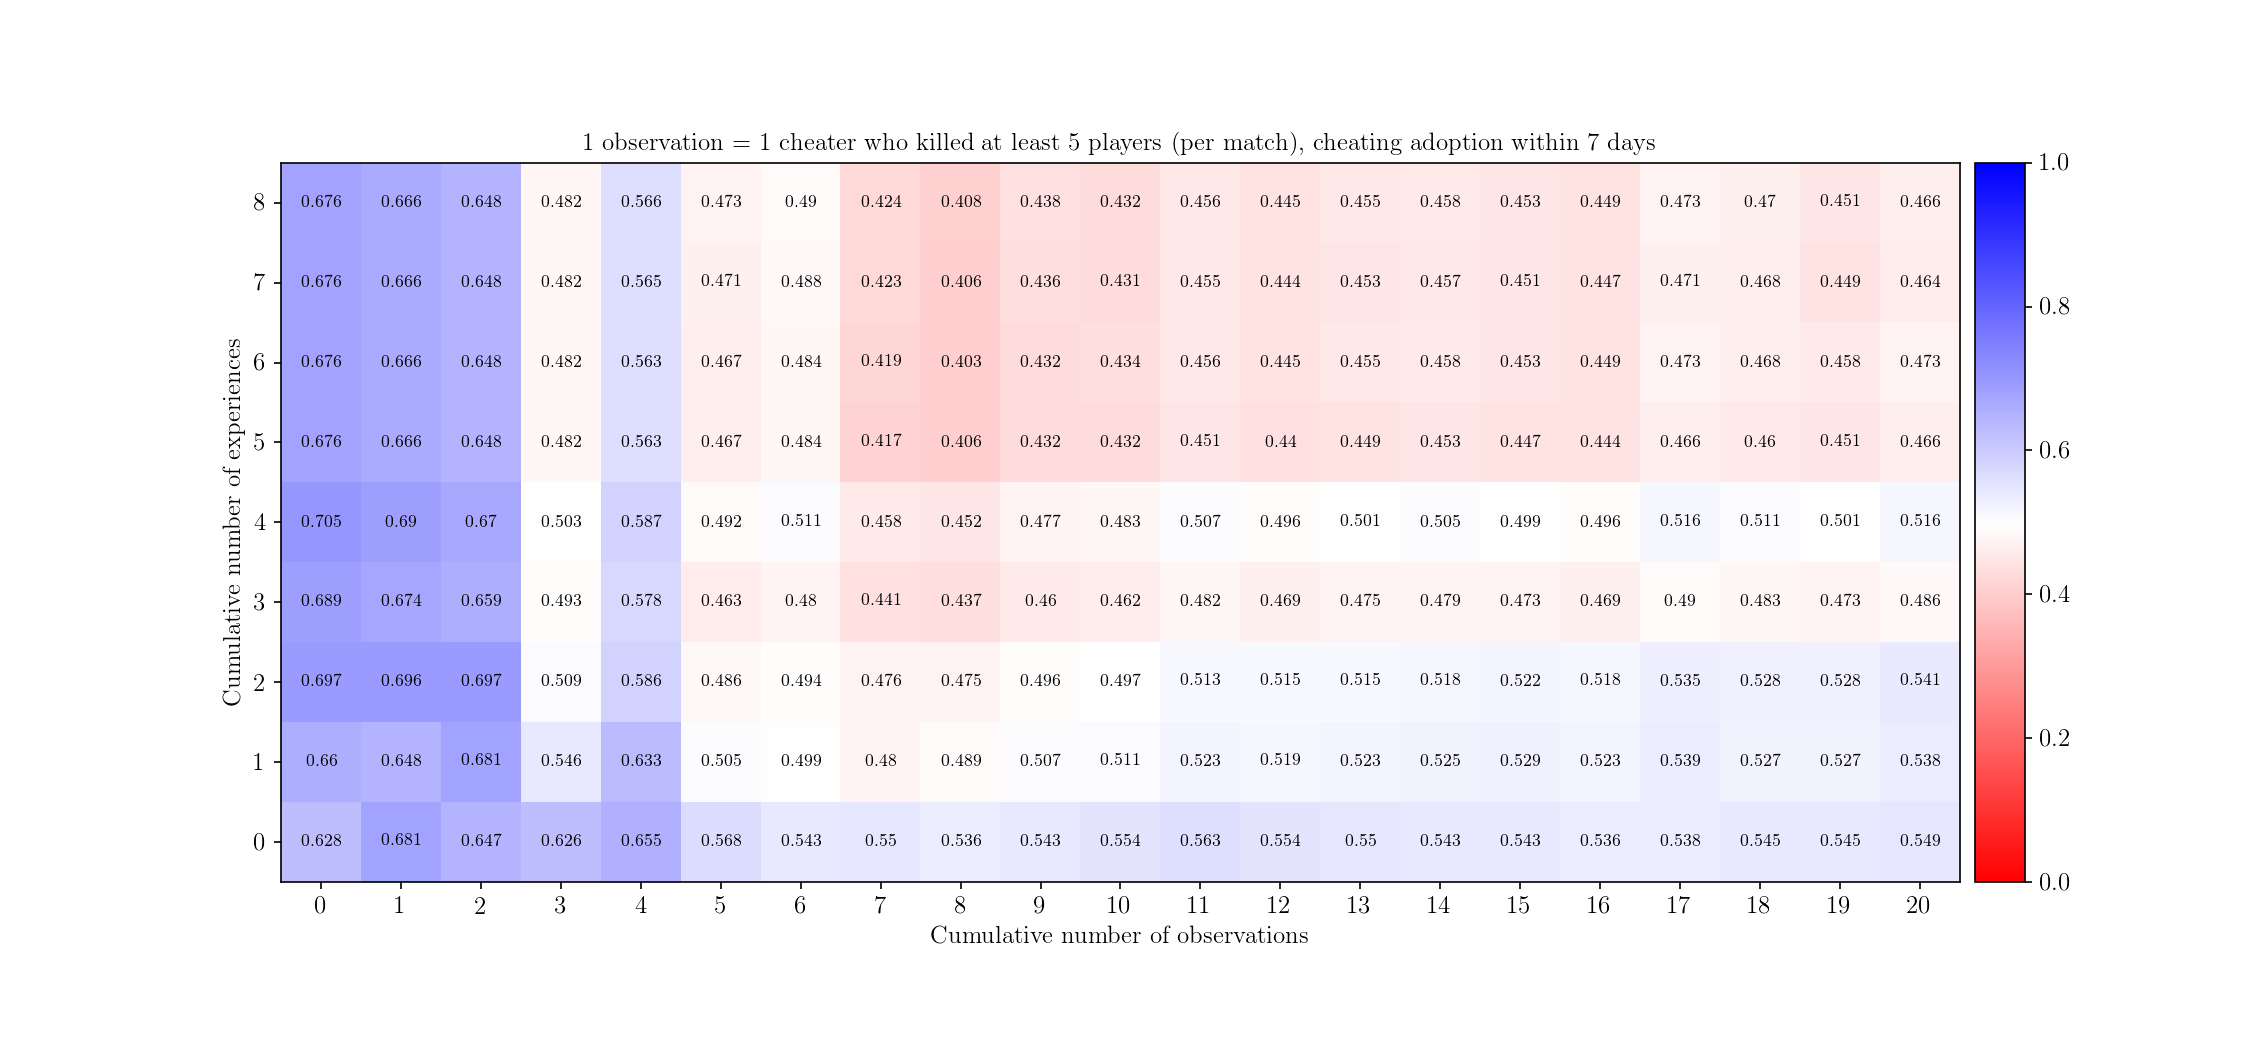 1 observation = 1 cheater who killed at least 5 players (per match), cheating adoption within 7 days
8 0.676 0.666 0.648 0.482 0.566 0.473 0.49 0.424 0.408 0.438 0.432 0.456 0.445 0.455 0.458 0.453 0.449 0.473 0.47 0.451 0.466
7 0.676 0.666 0.648 0.482 0.565 0.471 0.488 0.423 0.406 0.436 0.431 0.455 0.444 0.453 0.457 0.451 0.447 0.471 0.468 0.449 0.464
6 0.676 0.666 0.648 0.482 0.563 0.467 0.484 0.419 0.403 0.432 0.434 0.456 0.445 0.455 0.458 0.453 0.449 0.473 0.468 0.458 0.473
5 0.676 0.666 0.648 0.482 0.563 0.467 0.484 0.417 0.406 0.432 0.432 0.451 0.44 0.449 0.453 0.447 0.444 0.466 0.46 0.451 0.466
4 0.705 0.69 0.67 0.503 0.587 0.492 0.511 0.458 0.452 0.477 0.483 0.507 0.496 0.501 0.505 0.499 0.496 0.516 0.511 0.501 0.516
3 0.689 0.674 0.659 0.493 0.578 0.463 0.48 0.441 0.437 0.46 0.462 0.482 0.469 0.475 0.479 0.473 0.469 0.49 0.483 0.473 0.486
2 0.697 0.696 0.697 0.509 0.586 0.486 0.494 0.476 0.475 0.496 0.497 0.513 0.515 0.515 0.518 0.522 0.518 0.535 0.528 0.528 0.541
1 0.66 0.648 0.681 0.546 0.633 0.505 0.499 0.48 0.489 0.507 0.511 0.523 0.519 0.523 0.525 0.529 0.523 0.539 0.527 0.527 0.538
0 0.628 0.681 0.647 0.626 0.655 0.568 0.543 0.55 0.536 0.543 0.554 0.563 0.554 0.55 0.543 0.543 0.536 0.538 0.545 0.545 0.549
0 1 2 3 4 5 6 7 8 9 10 11 12 13 14 15 16 17 18 19 20
Cumulative number of observations
Cumulative number of experiences
1.0
0.8
0.6
0.4
0.2
0.0